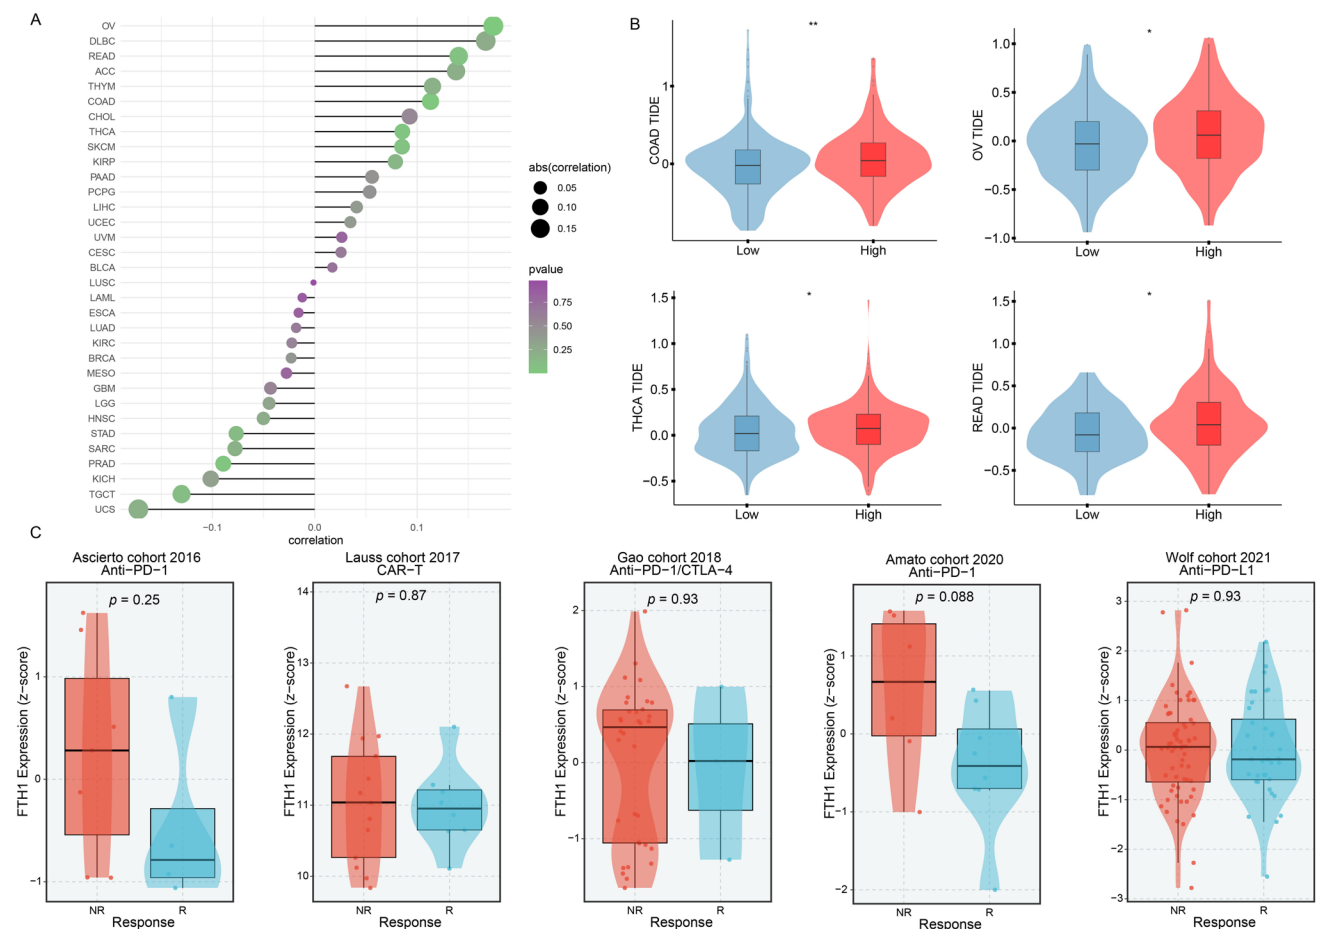 A
OV
DLBC
READ
ACC
THYM
COAD
CHOL
THCA
SKCM
KIRP
PAAD
PCPG
LIHC
UCEC
UVM
CESC
BLCA
LUSC
LAML
ESCA
LUAD
KIRC
BRCA
MESO
GBM
LGG
HNSC
STAD
SARC
PRAD
KICH
TGCT
UCS
−0.1
0.0
0.1
correlation
abs(correlation)
0.05
0.10
0.15
pvalue
0.75
0.50
0.25
B
**
COAD TIDE
1
0
Low
High
*
OV TIDE
1.0
0.5
0.0
−0.5
−1.0
Low
High
*
THCA TIDE
1.5
1.0
0.5
0.0
−0.5
Low
High
*
READ TIDE
1.5
1.0
0.5
0.0
−0.5
Low
High
C
Ascierto cohort 2016
Anti−PD−1
p = 0.25
FTH1 Expression (z−score)
1
0
−1
NR
R
Response
Lauss cohort 2017
CAR−T
p = 0.87
FTH1 Expression (z−score)
14
13
12
11
10
NR
R
Response
Gao cohort 2018
Anti−PD−1/CTLA−4
p = 0.93
FTH1 Expression (z−score)
2
1
0
−1
NR
R
Response
Amato cohort 2020
Anti−PD−1
p = 0.088
FTH1 Expression (z−score)
1
0
−1
−2
NR
R
Response
Wolf cohort 2021
Anti−PD−L1
p = 0.93
FTH1 Expression (z−score)
3
2
1
0
−1
−2
−3
NR
R
Response